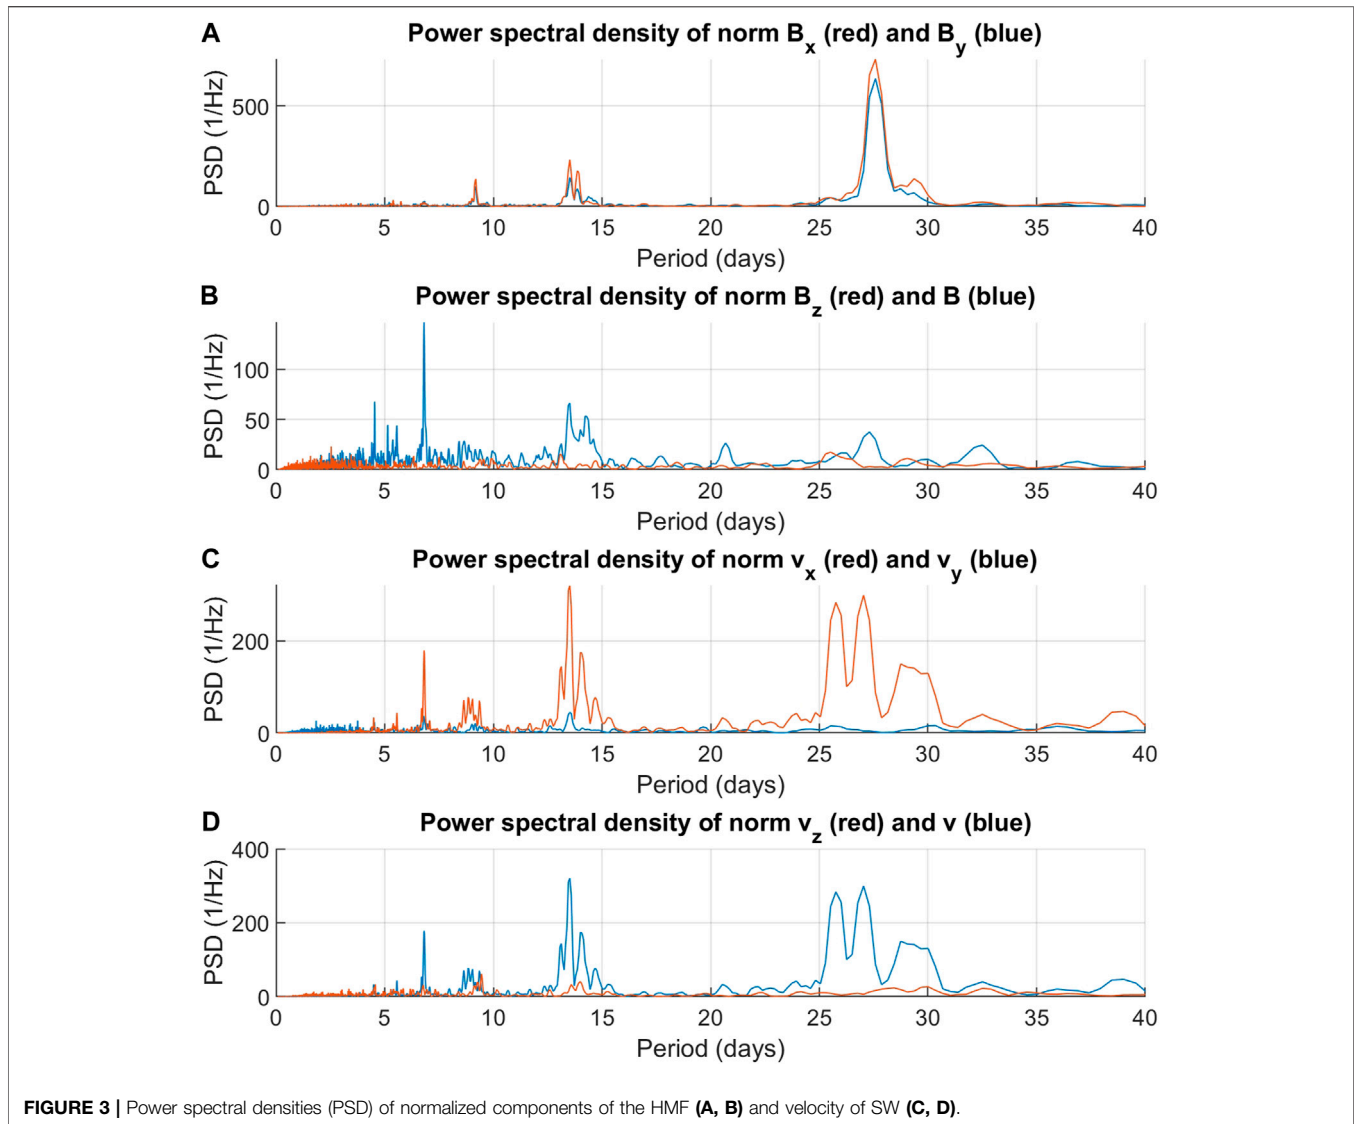 A Power spectral density of norm Bx (red) and By (blue)
PSD (1/Hz)
500
0
0 5 10 15 20 25 30 35 40
Period (days)
B Power spectral density of norm Bz (red) and B (blue)
PSD (1/Hz)
100
50
0
0 5 10 15 20 25 30 35 40
Period (days)
C Power spectral density of norm vx (red) and vy (blue)
PSD (1/Hz)
200
0
0 5 10 15 20 25 30 35 40
Period (days)
D Power spectral density of norm vz (red) and v (blue)
PSD (1/Hz)
400
200
0
0 5 10 15 20 25 30 35 40
Period (days)
FIGURE 3 | Power spectral densities (PSD) of normalized components of the HMF (A, B) and velocity of SW (C, D).